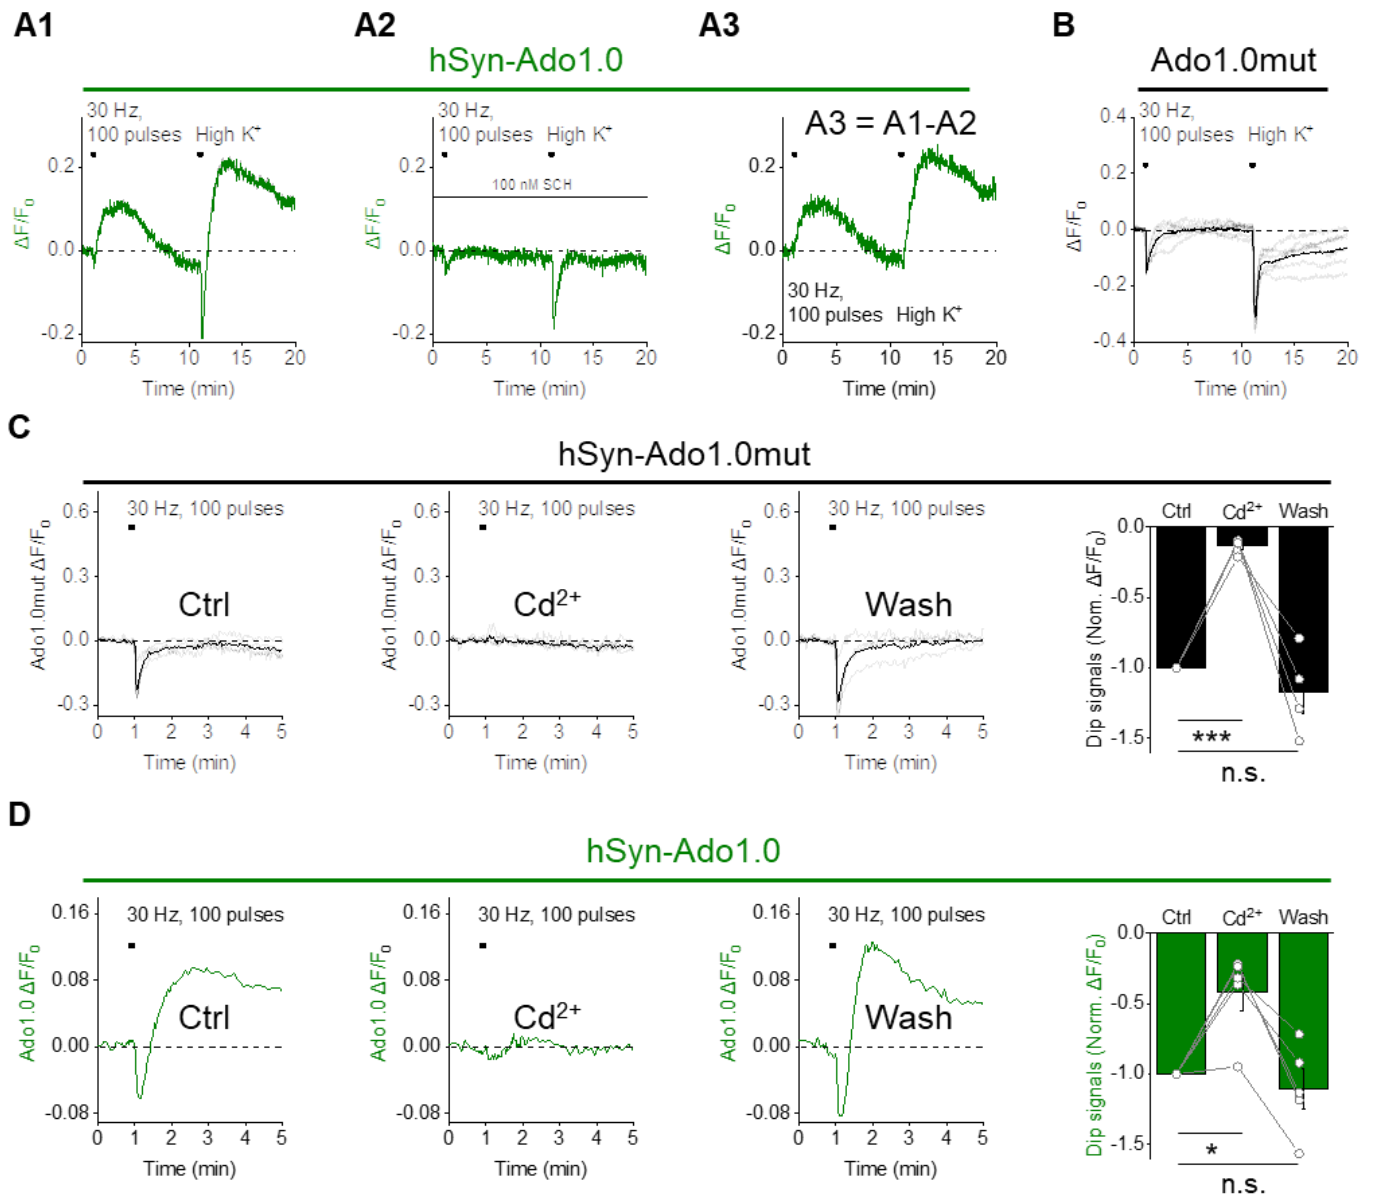 A1
A2
A3
B
hSyn-Ado1.0
Ado1.0mut
30 Hz,
100 pulses High K⁺
0.2
0.0
-0.2
ΔF/F₀
0 5 10 15 20
Time (min)
30 Hz,
100 pulses High K⁺
100 nM SCH
0.2
0.0
-0.2
ΔF/F₀
0 5 10 15 20
Time (min)
A3 = A1-A2
0.2
0.0
-0.2
ΔF/F₀
30 Hz,
100 pulses High K⁺
0 5 10 15 20
Time (min)
30 Hz,
100 pulses High K⁺
0.4
0.2
0.0
-0.2
-0.4
ΔF/F₀
0 5 10 15 20
Time (min)
C
hSyn-Ado1.0mut
30 Hz, 100 pulses
Ctrl
0.6
0.3
0.0
-0.3
Ado1.0mut ΔF/F₀
0 1 2 3 4 5
Time (min)
30 Hz, 100 pulses
Cd²⁺
0.6
0.3
0.0
-0.3
Ado1.0mut ΔF/F₀
0 1 2 3 4 5
Time (min)
30 Hz, 100 pulses
Wash
0.6
0.3
0.0
-0.3
Ado1.0mut ΔF/F₀
0 1 2 3 4 5
Time (min)
Ctrl Cd²⁺ Wash
0.0
-0.5
-1.0
-1.5
Dip signals (Nom. ΔF/F₀)
***
n.s.
D
hSyn-Ado1.0
30 Hz, 100 pulses
Ctrl
0.16
0.08
0.00
-0.08
Ado1.0 ΔF/F₀
0 1 2 3 4 5
Time (min)
30 Hz, 100 pulses
Cd²⁺
0.16
0.08
0.00
-0.08
Ado1.0 ΔF/F₀
0 1 2 3 4 5
Time (min)
30 Hz, 100 pulses
Wash
0.16
0.08
0.00
-0.08
Ado1.0 ΔF/F₀
0 1 2 3 4 5
Time (min)
Ctrl Cd²⁺ Wash
0.0
-0.5
-1.0
-1.5
Dip signals (Norm. ΔF/F₀)
*
n.s.